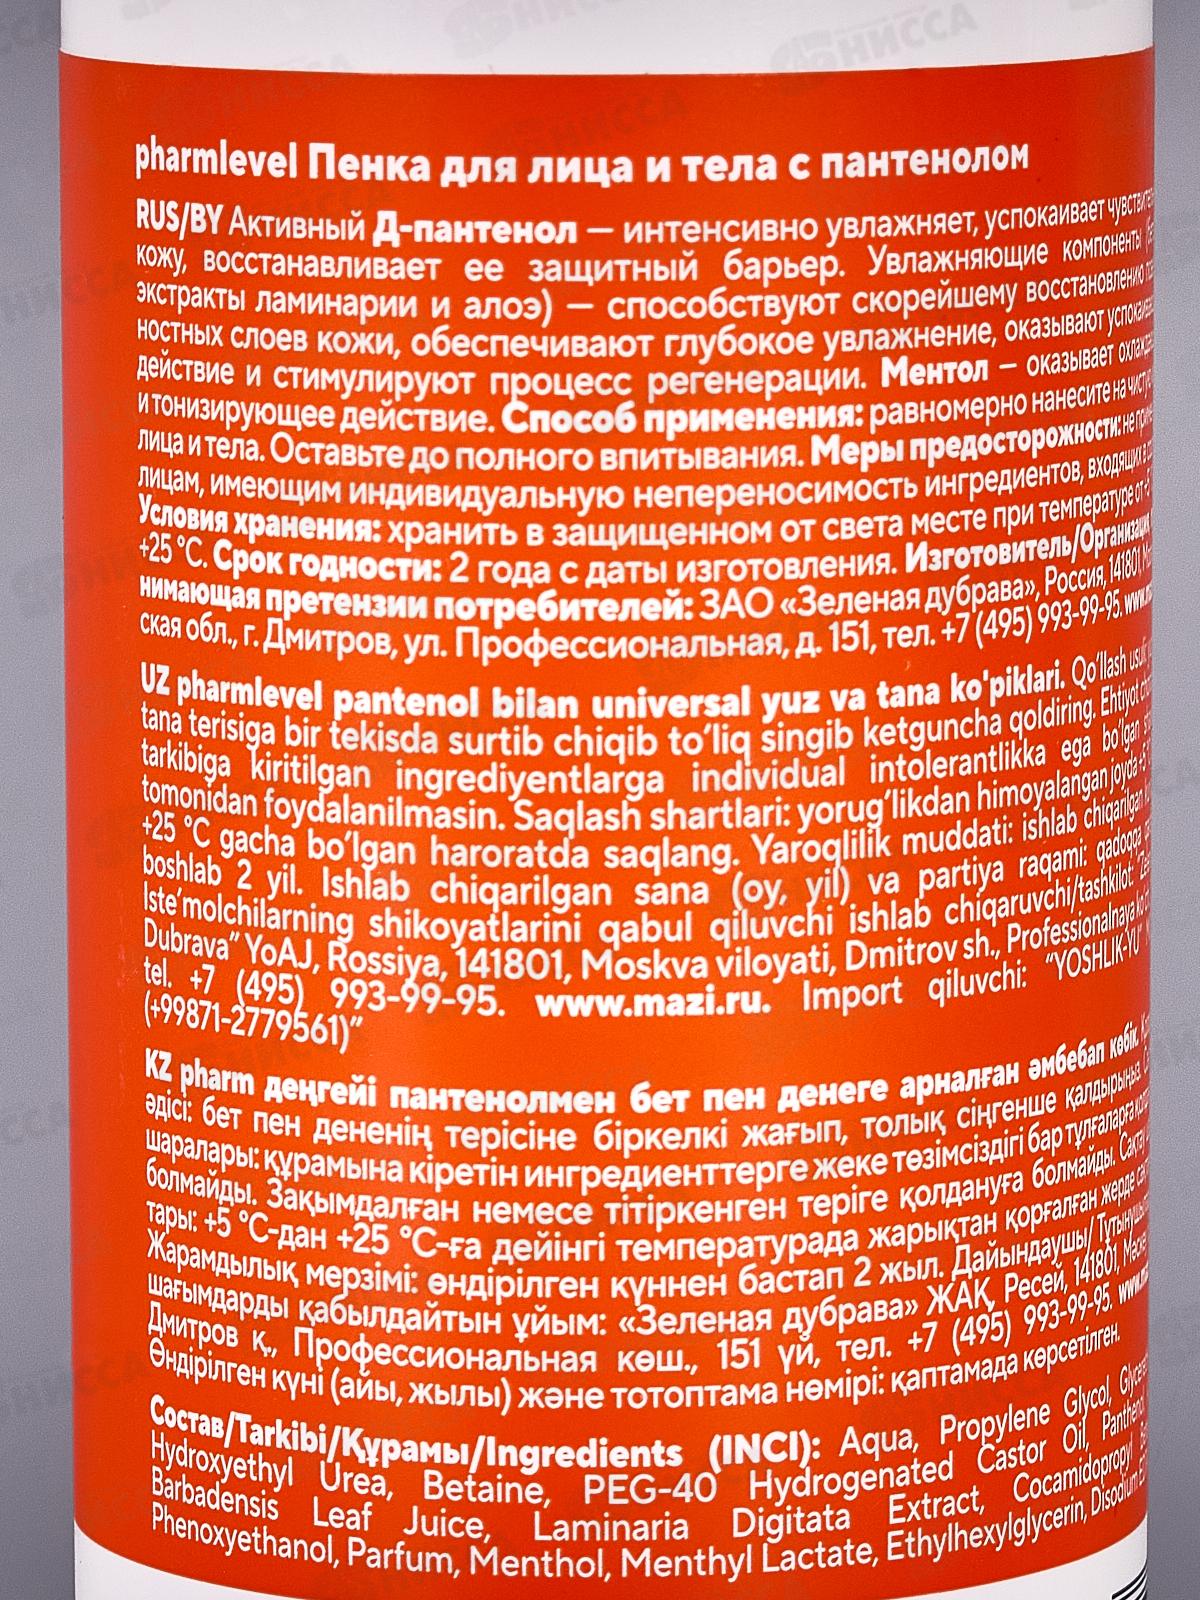 pharmlevel Пенка для лица и тела с пантенолом
RUS/BY Активный Д-пантенол — интенсивно увлажняет, успокаивает
кожу, восстанавливает ее защитный барьер. Увлажняющие компоненты
экстракты ламинарии и алоэ) — способствуют скорейшему восстановлению
ностных слоев кожи, обеспечивают глубокое увлажнение, оказывают
действие и стимулируют процесс регенерации. Ментол — оказывает
и тонизирующее действие. Способ применения: равномерно нанесите на
лица и тела. Оставьте до полного впитывания. Меры предосторожности: не
лицам, имеющим индивидуальную непереносимость ингредиентов, входящих в
Условия хранения: хранить в защищенном от света месте при температуре от +5
+25 °C. Срок годности: 2 года с даты изготовления. Изготовитель/Организация,
нимающая претензии потребителей: ЗАО «Зеленая дубрава», Россия, 141801,
ская обл., г. Дмитров, ул. Профессиональная, д. 151, тел. +7 (495) 993-99-95.
UZ pharmlevel pantenol bilan universal yuz va tana ko'piklari. Qo‘llash
tana terisiga bir tekisda surtib chiqib to‘liq singib ketguncha qoldiring. Ehtiyot
tarkibiga kiritilgan ingrediyentlarga individual intolerantlikka ega bo‘lgan
tomonidan foydalanilmasin. Saqlash shartlari: yorug‘likdan himoyalangan joyda +5
+25 °C gacha bo‘lgan haroratda saqlang. Yaroqlilik muddati: ishlab chiqarilgan
boshlab 2 yil. Ishlab chiqarilgan sana (oy, yil) va partiya raqami: qadoqqa
Iste’molchilarning shikoyatlarini qabul qiluvchi ishlab chiqaruvchi/tashkilot:
Dubrava” YoAJ, Rossiya, 141801, Moskva viloyati, Dmitrov sh., Professionalnaya
tel. +7 (495) 993-99-95. www.mazi.ru. Import qiluvchi: “YOSHLIK-YU”
(+99871-2779561)”
KZ pharm деңгейі пантенолмен бет пен денеге арналған әмбебап көбік.
әдісі: бет пен дененің терісіне біркелкі жағып, толық сіңгенше қалдырыңыз.
шаралары: құрамына кіретін ингредиенттерге жеке төзімсіздігі бар тұлғаларға
болмайды. Зақымдалған немесе тітіркенген теріге қолдануға болмайды. Сақтау
тары: +5 °C-дан +25 °C-ға дейінгі температурада жарықтан қорғалған жерде
Жарамдылық мерзімі: өндірілген күннен бастап 2 жыл. Дайындаушы/
шағымдарды қабылдайтын ұйым: «Зеленая дубрава» ЖАҚ, Ресей, 141801,
Дмитров қ., Профессиональная көш., 151 үй, тел. +7 (495) 993-99-95.
Өндірілген күні (айы, жылы) және тотоптама нөмірі: қаптамада көрсетілген.
Состав/Tarkibi/Құрамы/Ingredients (INCI): Aqua, Propylene Glycol,
Hydroxyethyl Urea, Betaine, PEG-40 Hydrogenated Castor Oil,
Barbadensis Leaf Juice, Laminaria Digitata Extract, Cocamidopropyl
Phenoxyethanol, Parfum, Menthol, Menthyl Lactate, Ethylhexylglycerin, Disodium